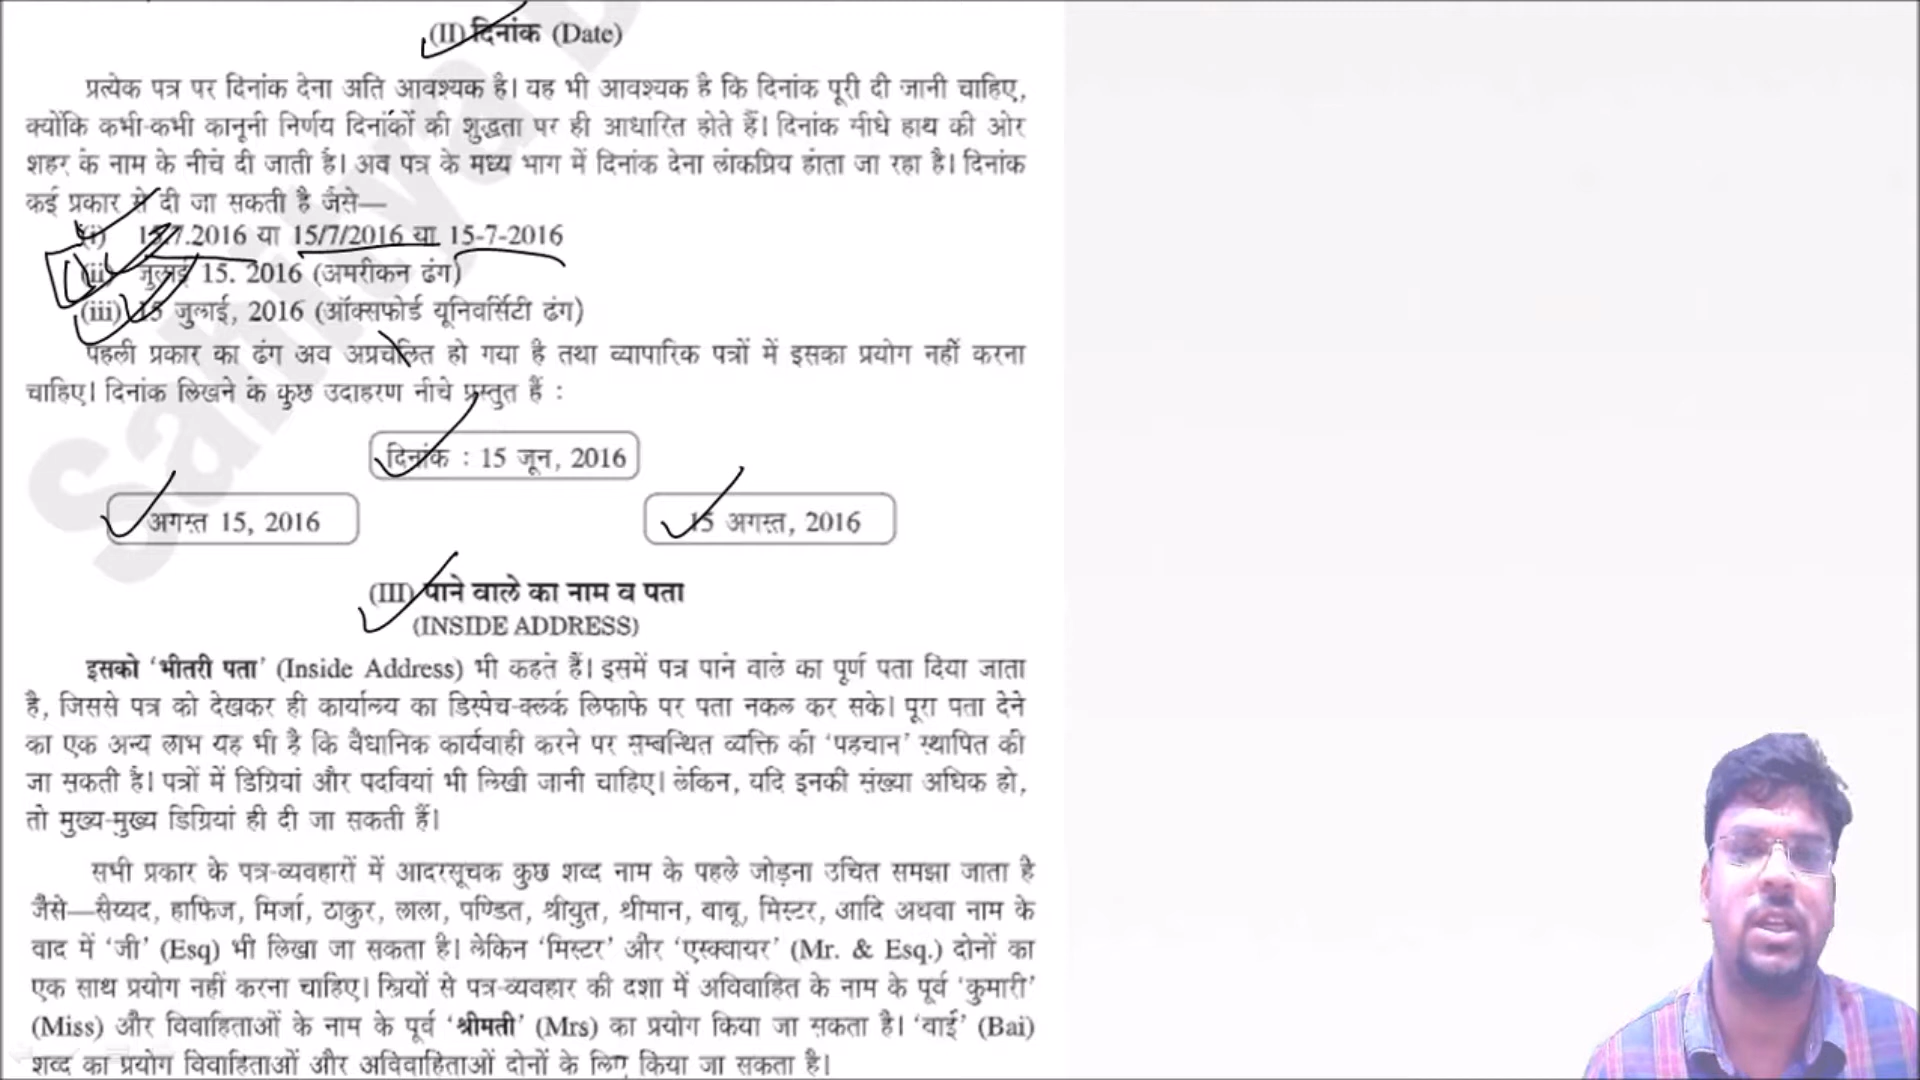 (II) दिनांक (Date)
प्रत्येक पत्र पर दिनांक देना अति आवश्यक है। यह भी आवश्यक है कि दिनांक पूरी दी जानी चाहिए,
क्योंकि कभी-कभी कानूनी निर्णय दिनांकों की शुद्धता पर ही आधारित होते हैं। दिनांक सीधे हाथ की ओर
शहर के नाम के नीचे दी जाती है। अब पत्र के मध्य भाग में दिनांक देना लोकप्रिय होता जा रहा है। दिनांक
कई प्रकार से दी जा सकती है जैसे—
(i) 15.7.2016 या 15/7/2016 या 15-7-2016
(ii) जुलाई 15. 2016 (अमरीकन ढंग)
(iii) 15 जुलाई, 2016 (ऑक्सफोर्ड यूनिवर्सिटी ढंग)
पहली प्रकार का ढंग अब अप्रचलित हो गया है तथा व्यापारिक पत्रों में इसका प्रयोग नहीं करना
चाहिए। दिनांक लिखने के कुछ उदाहरण नीचे प्रस्तुत हैं :
दिनांक : 15 जून, 2016
अगस्त 15, 2016 15 अगस्त, 2016
(III) पाने वाले का नाम व पता
(INSIDE ADDRESS)
इसको ‘भीतरी पता’ (Inside Address) भी कहते हैं। इसमें पत्र पाने वाले का पूर्ण पता दिया जाता
है, जिससे पत्र को देखकर ही कार्यालय का डिस्पेच-क्लर्क लिफाफे पर पता नकल कर सके। पूरा पता देने
का एक अन्य लाभ यह भी है कि वैधानिक कार्यवाही करने पर सम्बन्धित व्यक्ति की ‘पहचान’ स्थापित की
जा सकती है। पत्रों में डिग्रियां और पदवियां भी लिखी जानी चाहिए। लेकिन, यदि इनकी संख्या अधिक हो,
तो मुख्य-मुख्य डिग्रियां ही दी जा सकती हैं।
सभी प्रकार के पत्र-व्यवहारों में आदरसूचक कुछ शब्द नाम के पहले जोड़ना उचित समझा जाता है
जैसे—सैय्यद, हाफिज, मिर्जा, ठाकुर, लाला, पण्डित, श्रीयुत, श्रीमान, बाबू, मिस्टर, आदि अथवा नाम के
बाद में ‘जी’ (Esq) भी लिखा जा सकता है। लेकिन ‘मिस्टर’ और ‘एस्क्वायर’ (Mr. & Esq.) दोनों का
एक साथ प्रयोग नहीं करना चाहिए। स्त्रियों से पत्र-व्यवहार की दशा में अविवाहित के नाम के पूर्व ‘कुमारी’
(Miss) और विवाहिताओं के नाम के पूर्व ‘श्रीमती’ (Mrs) का प्रयोग किया जा सकता है। ‘बाई’ (Bai)
शब्द का प्रयोग विवाहिताओं और अविवाहिताओं दोनों के लिए किया जा सकता है।